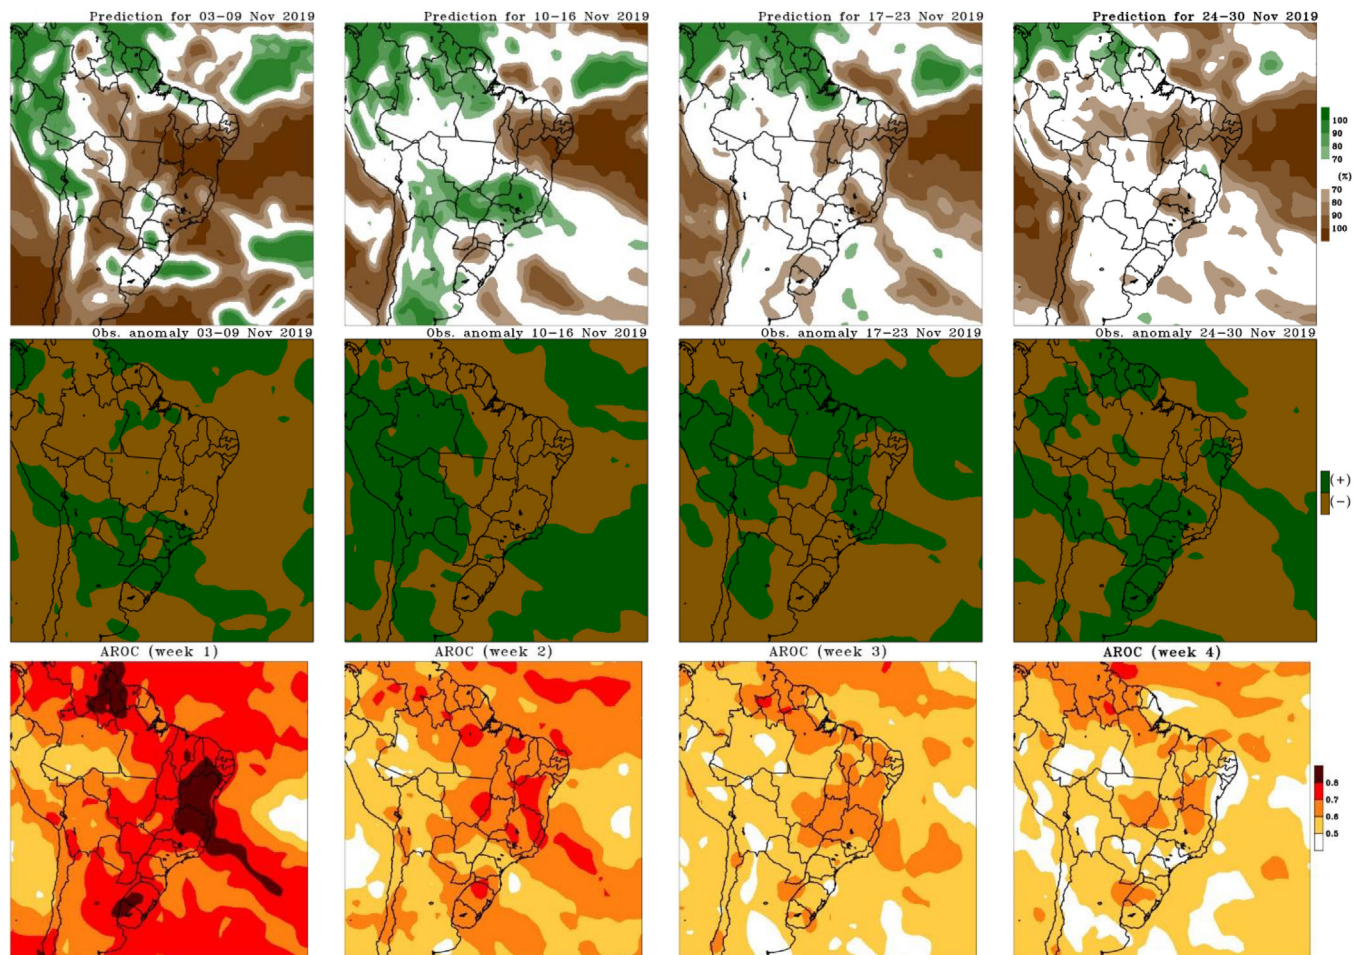 Prediction for 03-09 Nov 2019
Prediction for 10-16 Nov 2019
Prediction for 17-23 Nov 2019
Prediction for 24-30 Nov 2019
100
90
80
70
(%)
70
80
90
100
Obs. anomaly 03-09 Nov 2019
Obs. anomaly 10-16 Nov 2019
Obs. anomaly 17-23 Nov 2019
Obs. anomaly 24-30 Nov 2019
(+)
(-)
AROC (week 1)
AROC (week 2)
AROC (week 3)
AROC (week 4)
0.8
0.7
0.6
0.5